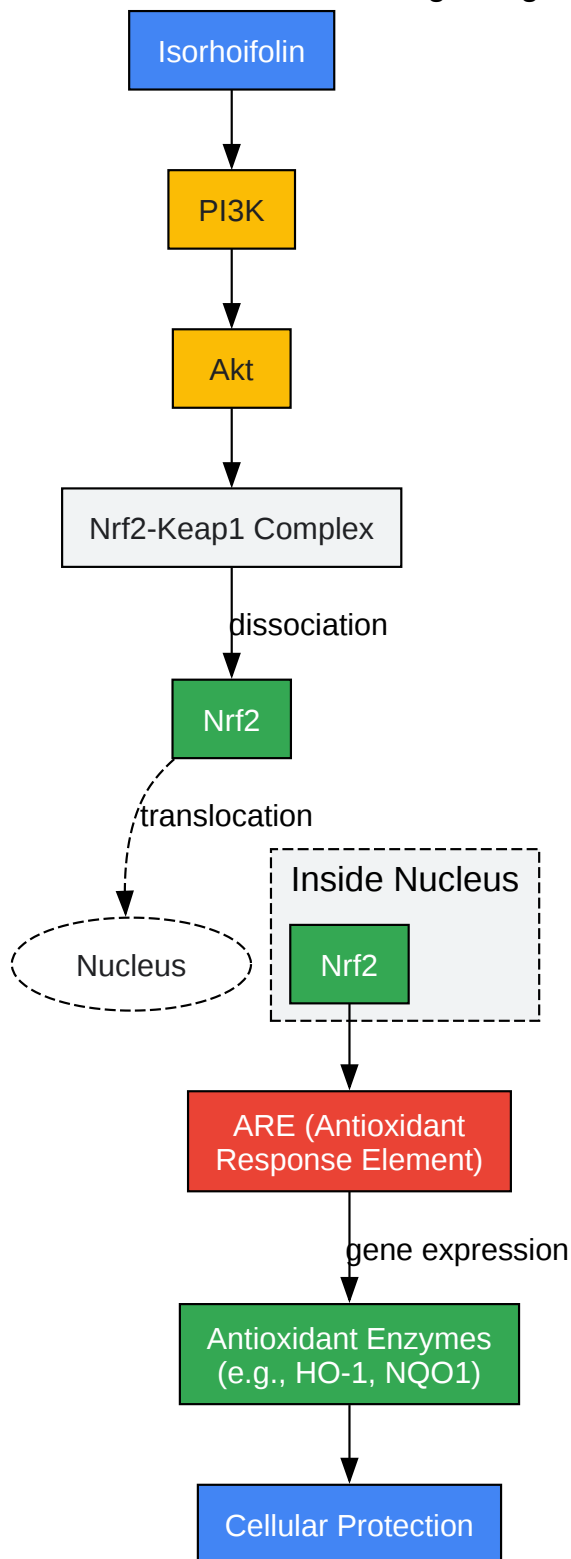 Isorhoifolin
PI3K
Akt
Nrf2-Keap1 Complex
dissociation
Nrf2
translocation
Inside Nucleus
Nucleus
Nrf2
ARE (Antioxidant
Response Element)
gene expression
Antioxidant Enzymes
(e.g., HO-1, NQO1)
Cellular Protection